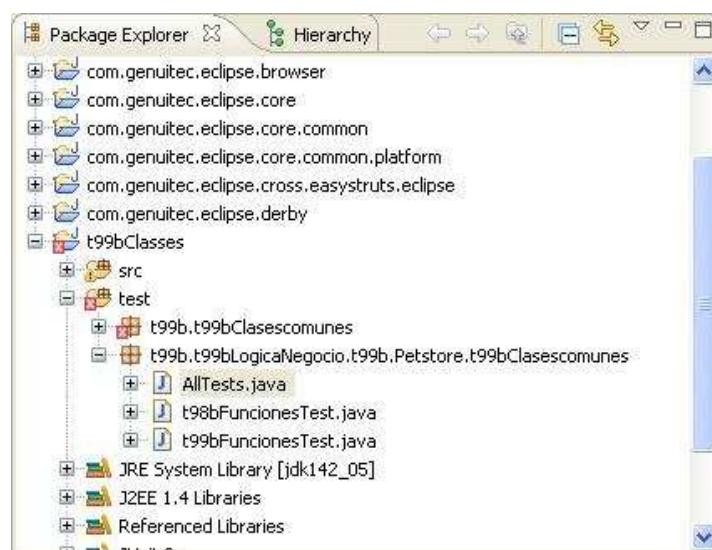 Package Explorer Hierarchy
com.genuitec.eclipse.browser
com.genuitec.eclipse.core
com.genuitec.eclipse.core.common
com.genuitec.eclipse.core.common.platform
com.genuitec.eclipse.cross.easystruts.eclipse
com.genuitec.eclipse.derby
t99bClasses
src
test
t99b.t99bClasescomunes
t99b.t99bLogicaNegocio.t99b.Petstore.t99bClasescomunes
AllTests.java
t98bFuncionesTest.java
t99bFuncionesTest.java
JRE System Library [jdk142_05]
J2EE 1.4 Libraries
Referenced Libraries